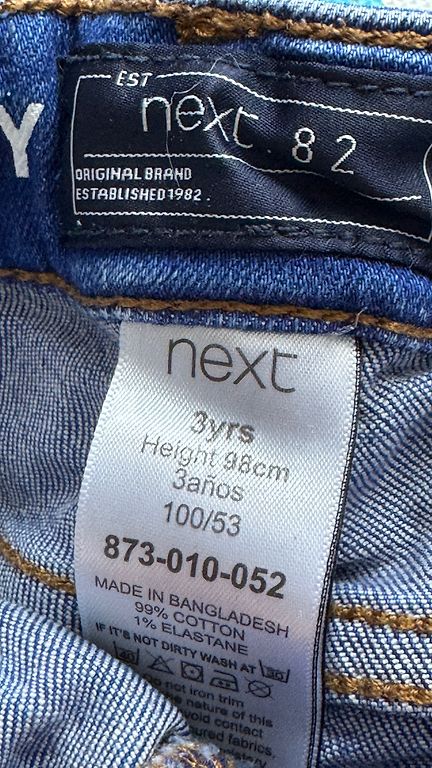 Y
EST
next. 82
ORIGINAL BRAND
ESTABLISHED 1982.
next
3yrs
Height 98cm
3años
100/53
873-010-052
MADE IN BANGLADESH
99% COTTON
1% ELASTANE
IF IT'S NOT DIRTY WASH AT 30
30
Do not iron trim
nature of this
avoid contact
fabrics,